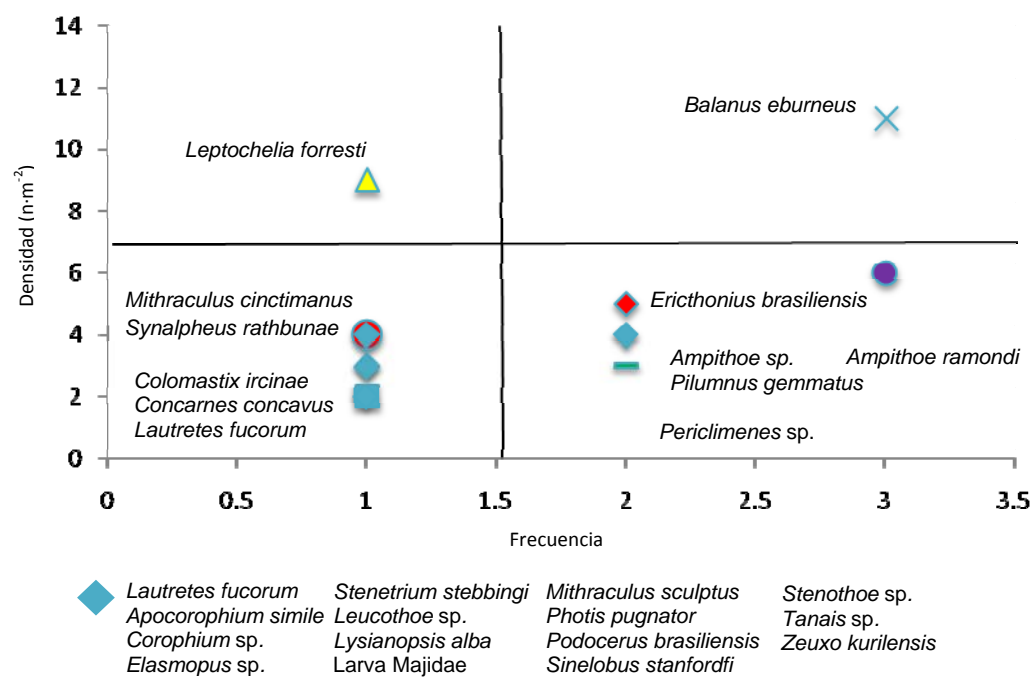 14
12
10
8
6
4
2
0
Densidad (n·m-2)
Balanus eburneus
Leptochelia forresti
Mithraculus cinctimanus
Synalpheus rathbunae
Ericthonius brasiliensis
Ampithoe sp.
Ampithoe ramondi
Pilumnus gemmatus
Colomastix ircinae
Concarnes concavus
Lautretes fucorum
Periclimenes sp.
0 0.5 1 1.5 2 2.5 3 3.5
Frecuencia
Lautretes fucorum
Apocorophium simile
Corophium sp.
Elasmopus sp.
Stenetrium stebbingi
Leucothoe sp.
Lysianopsis alba
Larva Majidae
Mithraculus sculptus
Photis pugnator
Podocerus brasiliensis
Sinelobus stanfordfi
Stenothoe sp.
Tanais sp.
Zeuxo kurilensis